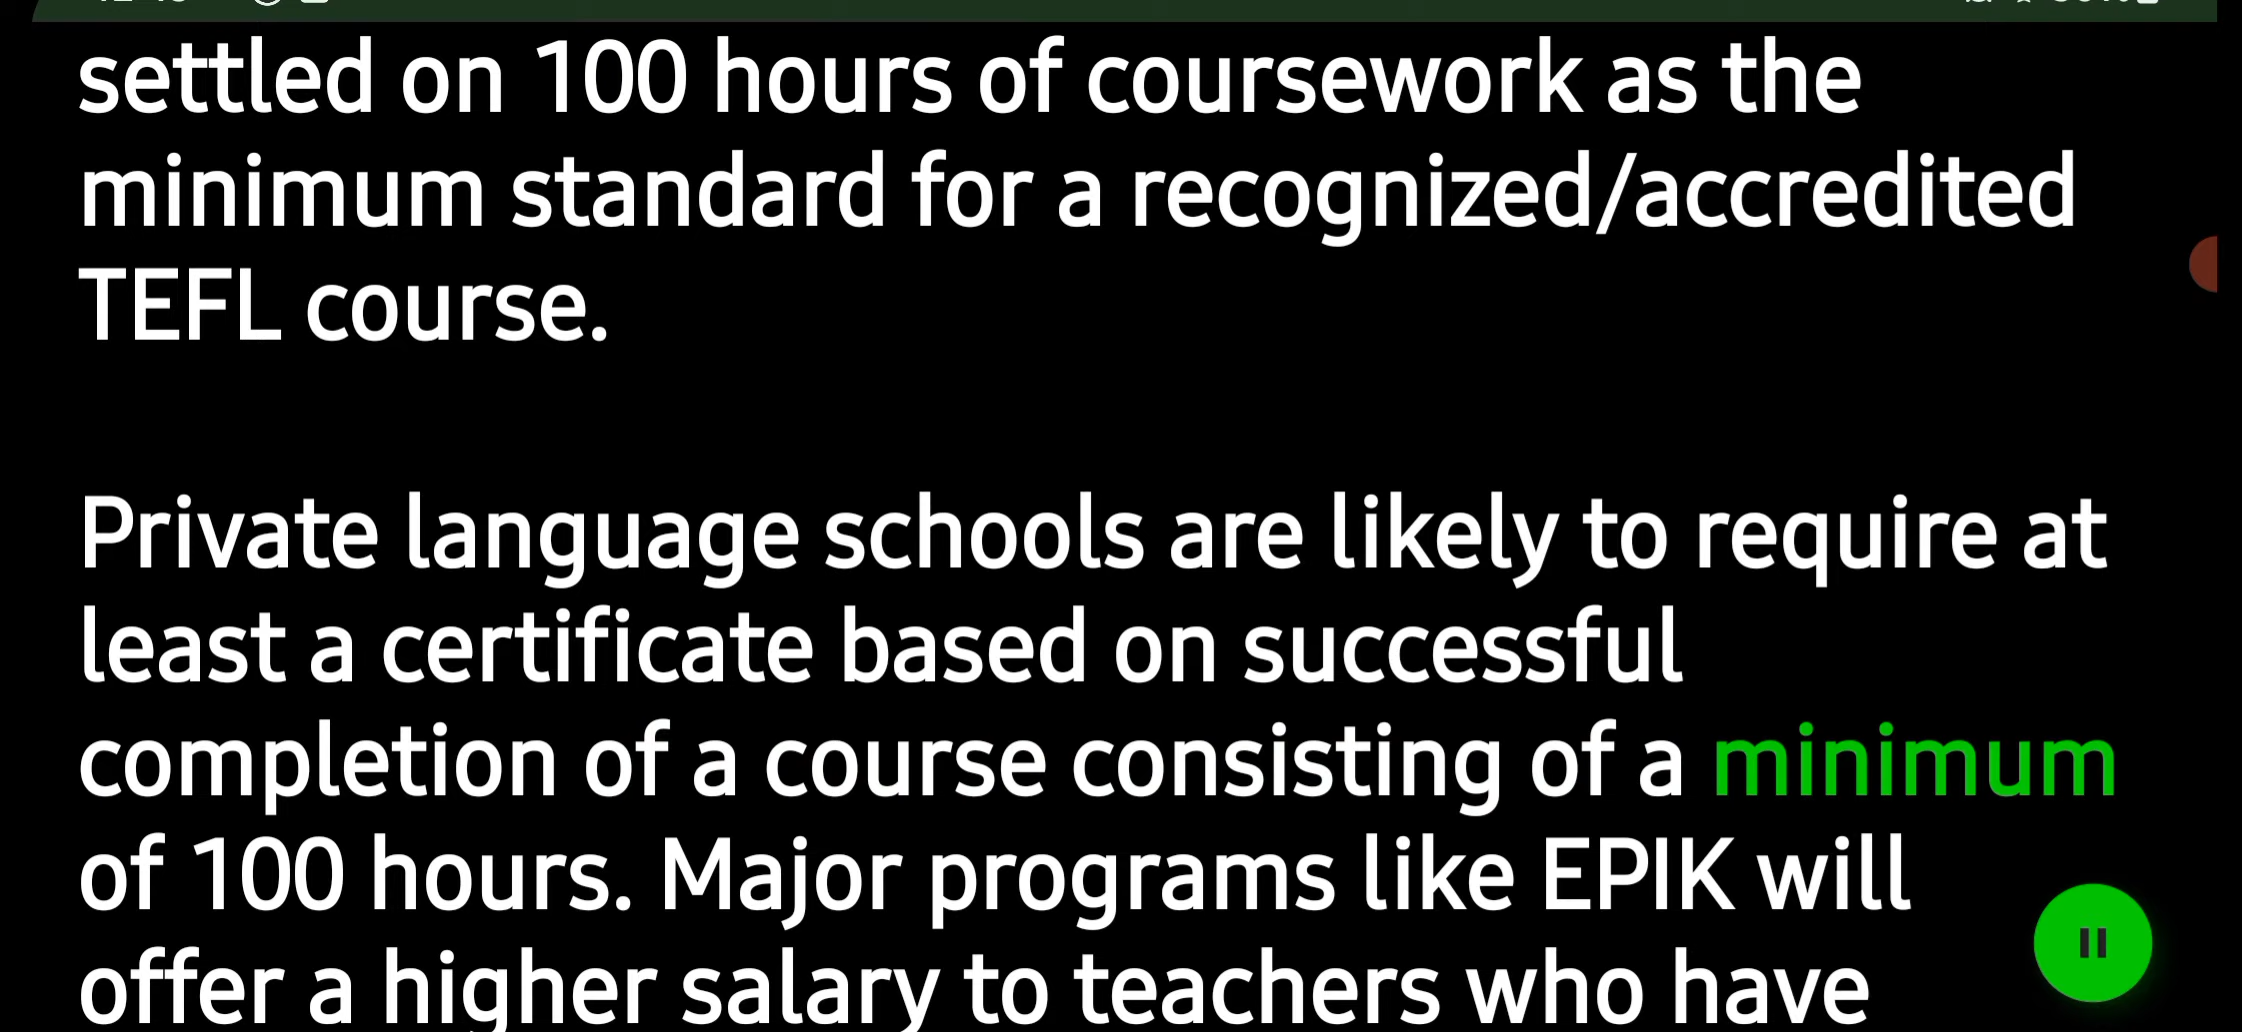 settled on 100 hours of coursework as the
minimum standard for a recognized/accredited
TEFL course.
Private language schools are likely to require at
least a certificate based on successful
completion of a course consisting of a minimum
of 100 hours. Major programs like EPIK will
offer a higher salary to teachers who have